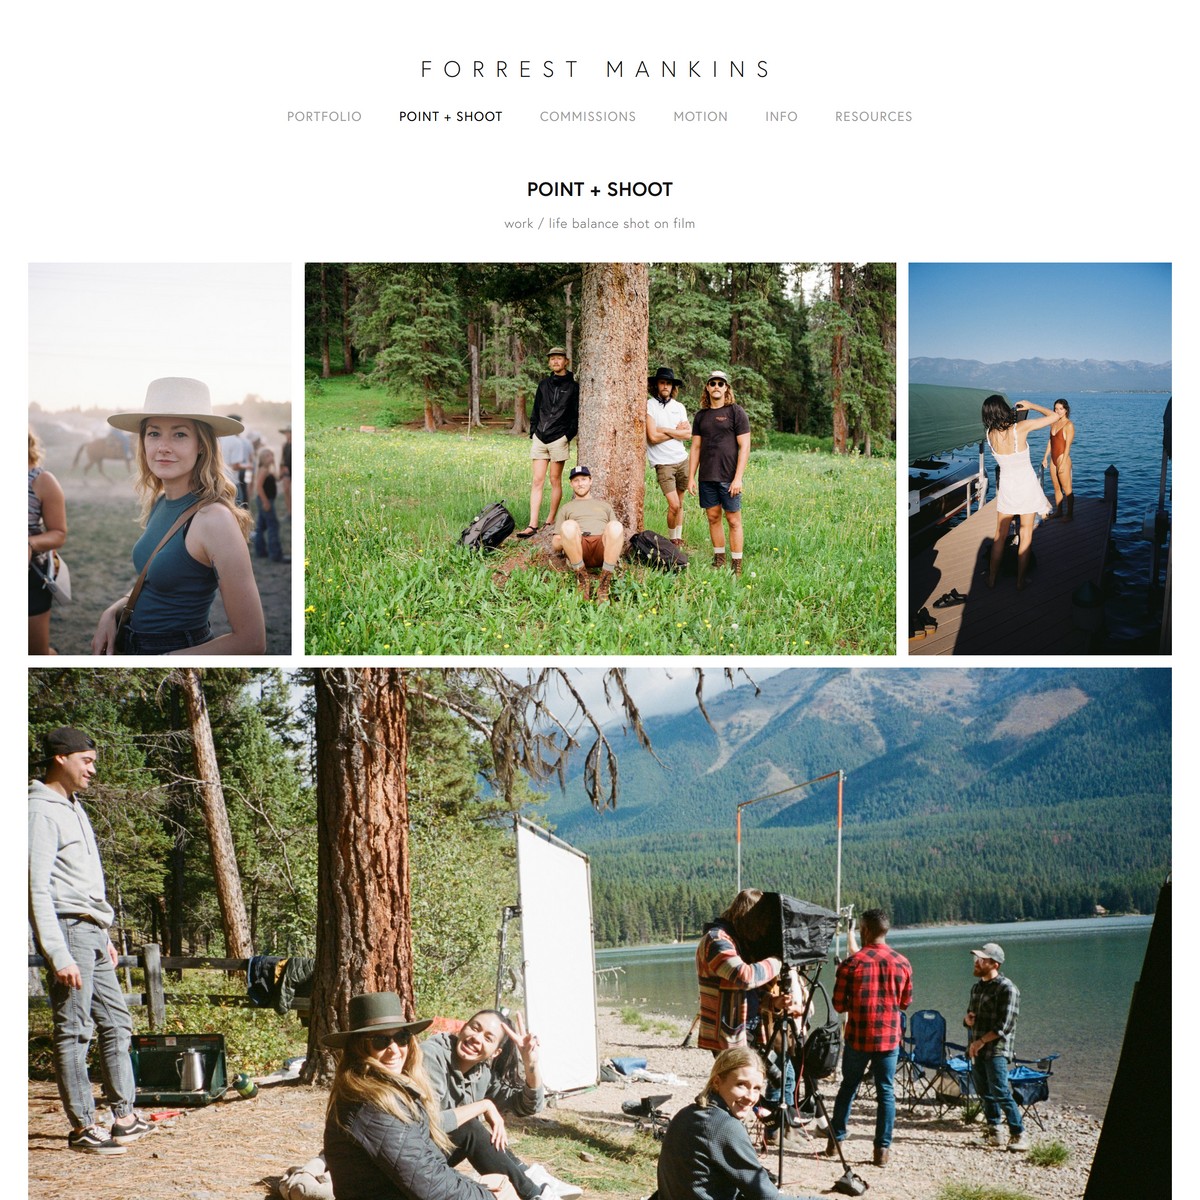 FORREST MANKINS
PORTFOLIO POINT + SHOOT COMMISSIONS MOTION INFO RESOURCES
POINT + SHOOT
work / life balance shot on film